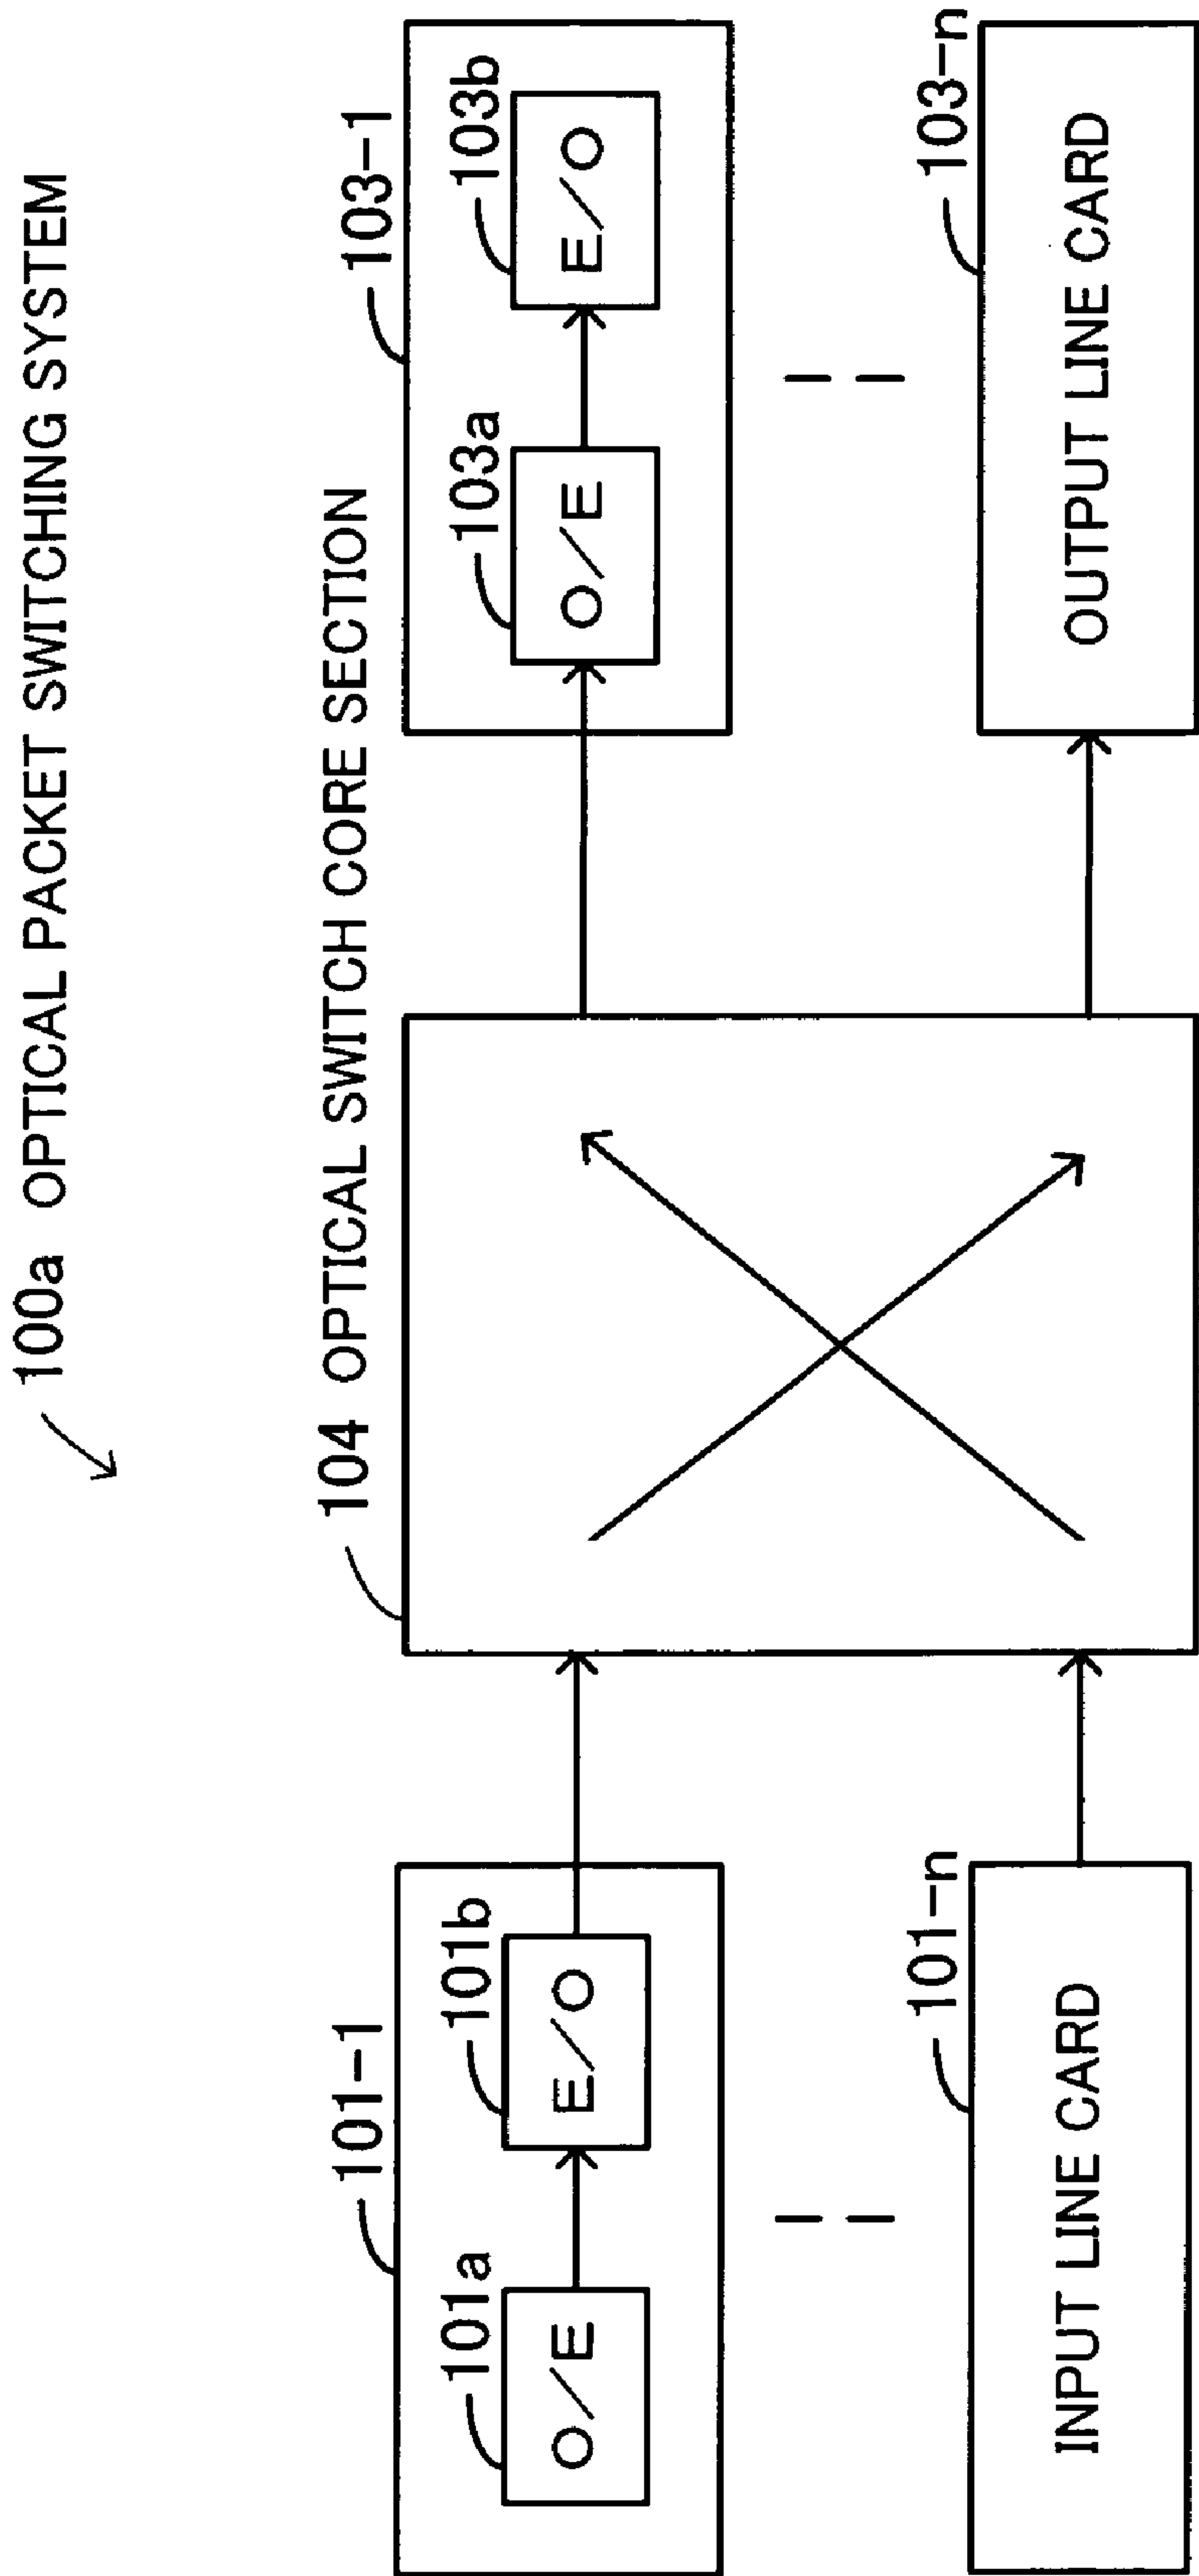 100a OPTICAL PACKET SWITCHING SYSTEM
104 OPTICAL SWITCH CORE SECTION
101-1
101a
O/E
101b
E/O
101-n
INPUT LINE CARD
103-1
103a
O/E
103b
E/O
103-n
OUTPUT LINE CARD